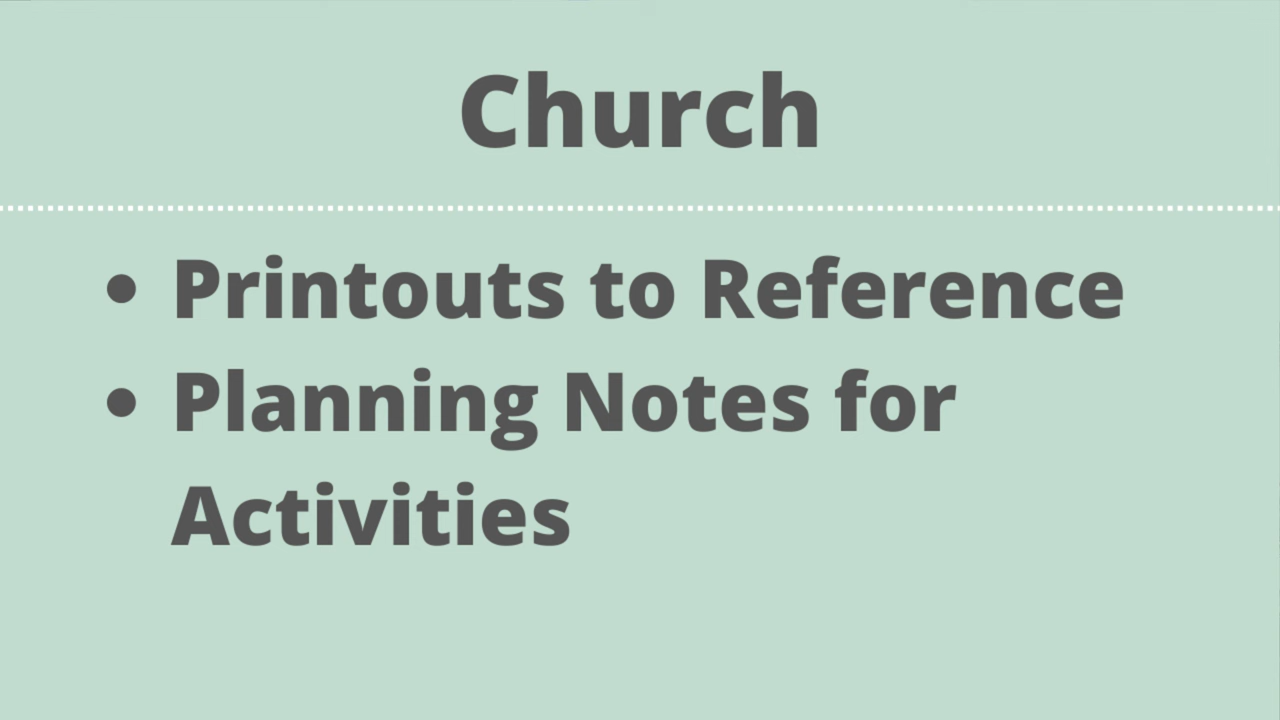 Church
• Printouts to Reference
• Planning Notes for
Activities